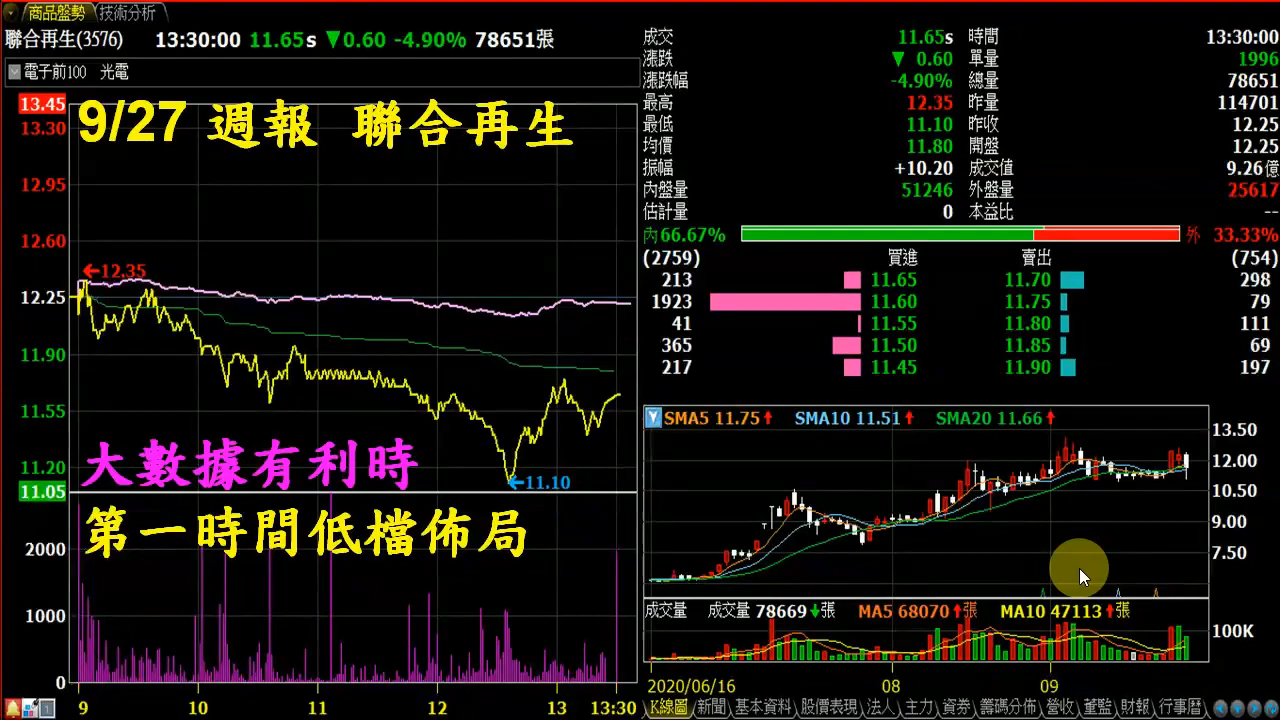 商品盤勢 技術分析
聯合再生(3576) 13:30:00 11.65s ▼0.60 -4.90% 78651張
電子前100 光電
9/27 週報 聯合再生
13.45
13.30
12.95
12.60
12.25
11.90
11.55
11.20
11.05
←12.35
←11.10
大數據有利時
第一時間低檔佈局
2000
1000
0
9 10 11 12 13 13:30
成交 11.65s 時間 13:30:00
漲跌 ▼ 0.60 單量 1996
漲跌幅 -4.90% 總量 78651
最高 12.35 昨量 114701
最低 11.10 昨收 12.25
均價 11.80 開盤 12.25
振幅 +10.20 成交值 9.26億
內盤量 51246 外盤量 25617
估計量 0 本益比 --
內66.67% 外 33.33%
(2759) 買進 賣出 (754)
213 11.65 11.70 298
1923 11.60 11.75 79
41 11.55 11.80 111
365 11.50 11.85 69
217 11.45 11.90 197
SMA5 11.75↑ SMA10 11.51↑ SMA20 11.66↑
13.50
12.00
10.50
9.00
7.50
成交量 成交量 78669↓張 MA5 68070↑張 MA10 47113↑張
100K
2020/06/16 08 09
K線圖 新聞 基本資料 股價表現 法人 主力 資券 籌碼分佈 營收 董監 財報 行事曆